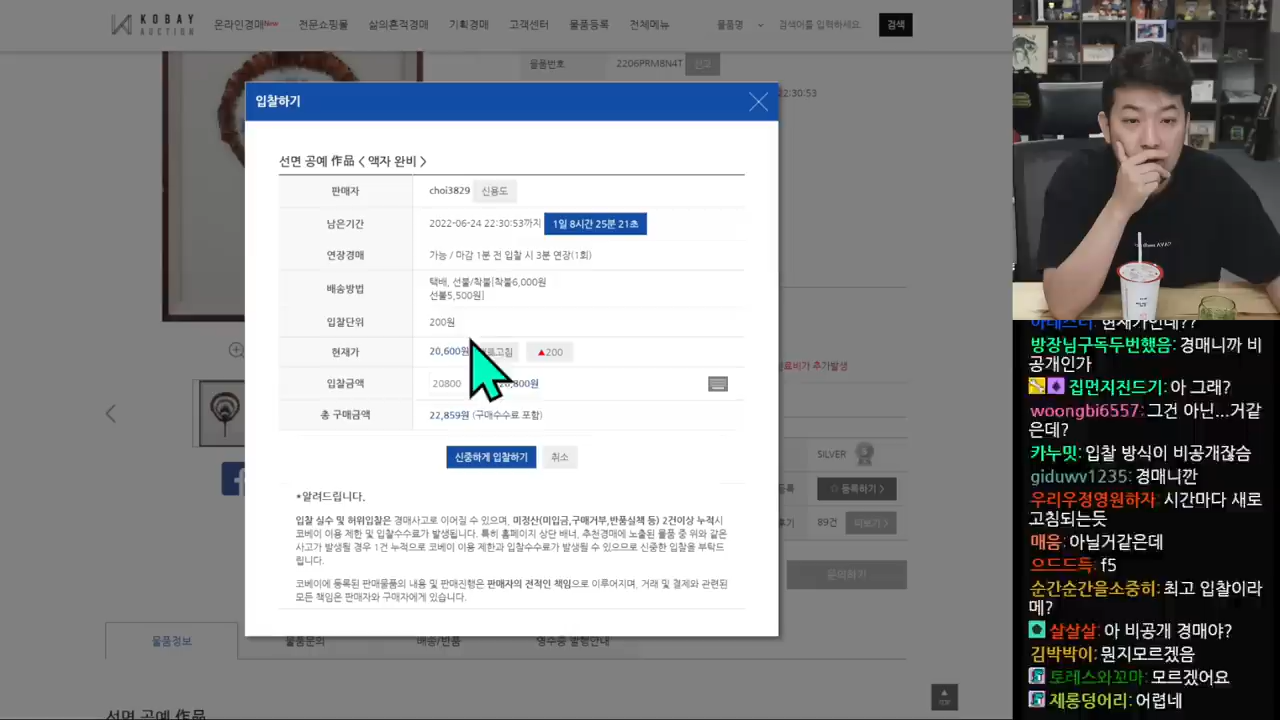 KOBAY
AUCTION
온라인경매New 전문쇼핑몰 삶의흔적경매 기획경매 고객센터 물품등록 전체메뉴 물품명 검색어를 입력하세요. 검색
물품번호 2206PRM8N4T 신고
22:30:53
입찰하기
선면 공예 作品 < 액자 완비 >
판매자 choi3829 신용도
남은기간 2022-06-24 22:30:53까지 1일 8시간 25분 21초
연장경매 가능 / 마감 1분 전 입찰 시 3분 연장(1회)
배송방법 택배, 선불/착불[착불6,000원
선불5,500원]
입찰단위 200원
현재가 20,600원 ▲200
입찰금액 20800
총 구매금액 22,859원 (구매수수료 포함)
신중하게 입찰하기 취소
*알려드립니다.
입찰 실수 및 허위입찰은 경매사고로 이어질 수 있으며, 미정산(미입금,구매거부,반품실책 등) 2건이상 누적시
코베이 이용 제한 및 입찰수수료가 발생됩니다. 특히 홈페이지 상단 배너, 추천경매에 노출된 물품 중 위와 같은
사고가 발생될 경우 1건 누적으로 코베이 이용 제한과 입찰수수료가 발생될 수 있으므로 신중한 입찰을 부탁드
립니다.
코베이에 등록된 판매물품의 내용 및 판매진행은 판매자의 전적인 책임으로 이루어지며, 거래 및 결제와 관련된
모든 책임은 판매자와 구매자에게 있습니다.
료비가 추가발생
SILVER
등록 ☆ 등록하기 >
후기 89건 더보기 >
문의하기
물품정보 물품문의 배송/반품 영수증 발행안내
선면 공예 作品
▲
TOP
현재가인데??
방장님구독두번했음: 경매니까 비
공개인가
집먼지진드기: 아 그래?
woongbi6557: 그건 아닌...거같
은데?
카누밋: 입찰 방식이 비공개잖슴
giduwv1235: 경매니깐
우리우정영원하자: 시간마다 새로
고침되는듯
매움: 아닐거같은데
으드드득: f5
순간순간을소중히: 최고 입찰이라
메?
살살살: 아 비공개 경매야?
김박박이: 뭔지모르겠음
토레스와꼬마: 모르겠어요
제롱덩어리: 어렵네